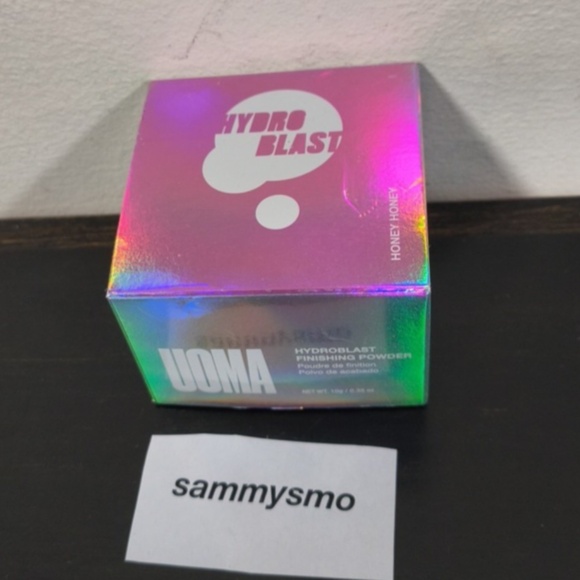 HYDRO
BLAST
HONEY HONEY
UOMA
HYDROBLAST
FINISHING POWDER
Poudre de finition
Polvo de acabado
sammysmo